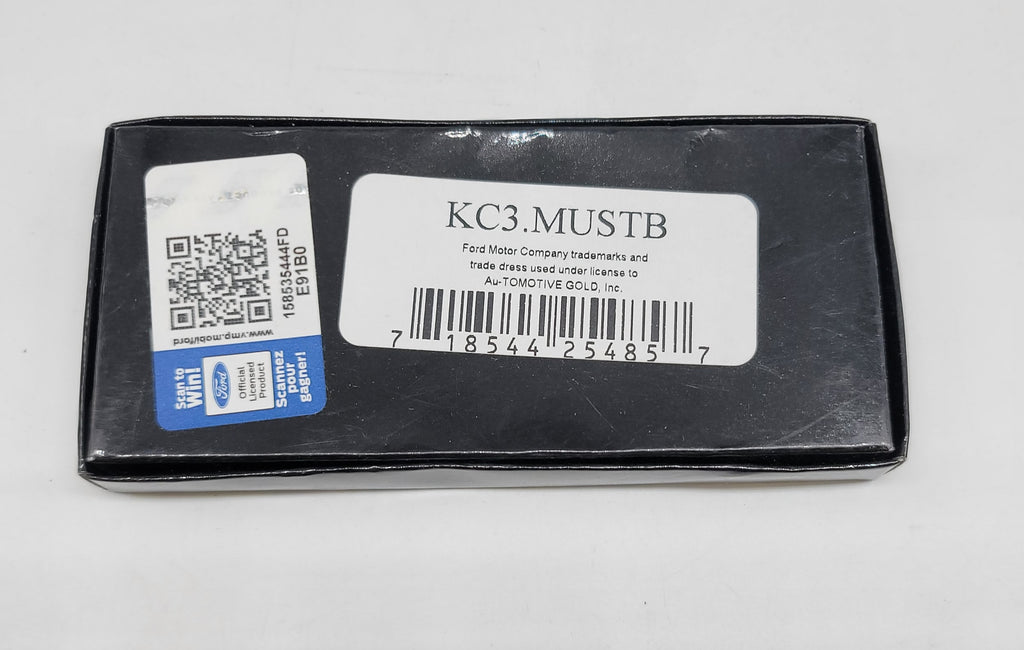 KC3.MUSTB
Ford Motor Company trademarks and
trade dress used under license to
Au-TOMOTIVE GOLD, Inc.
7 18544 25485 7
158535444FD
E91B0
www.vmp.mobi/ford
Scan to
Win!
Ford
Official
Licensed
Product
Scannez
pour
gagner!